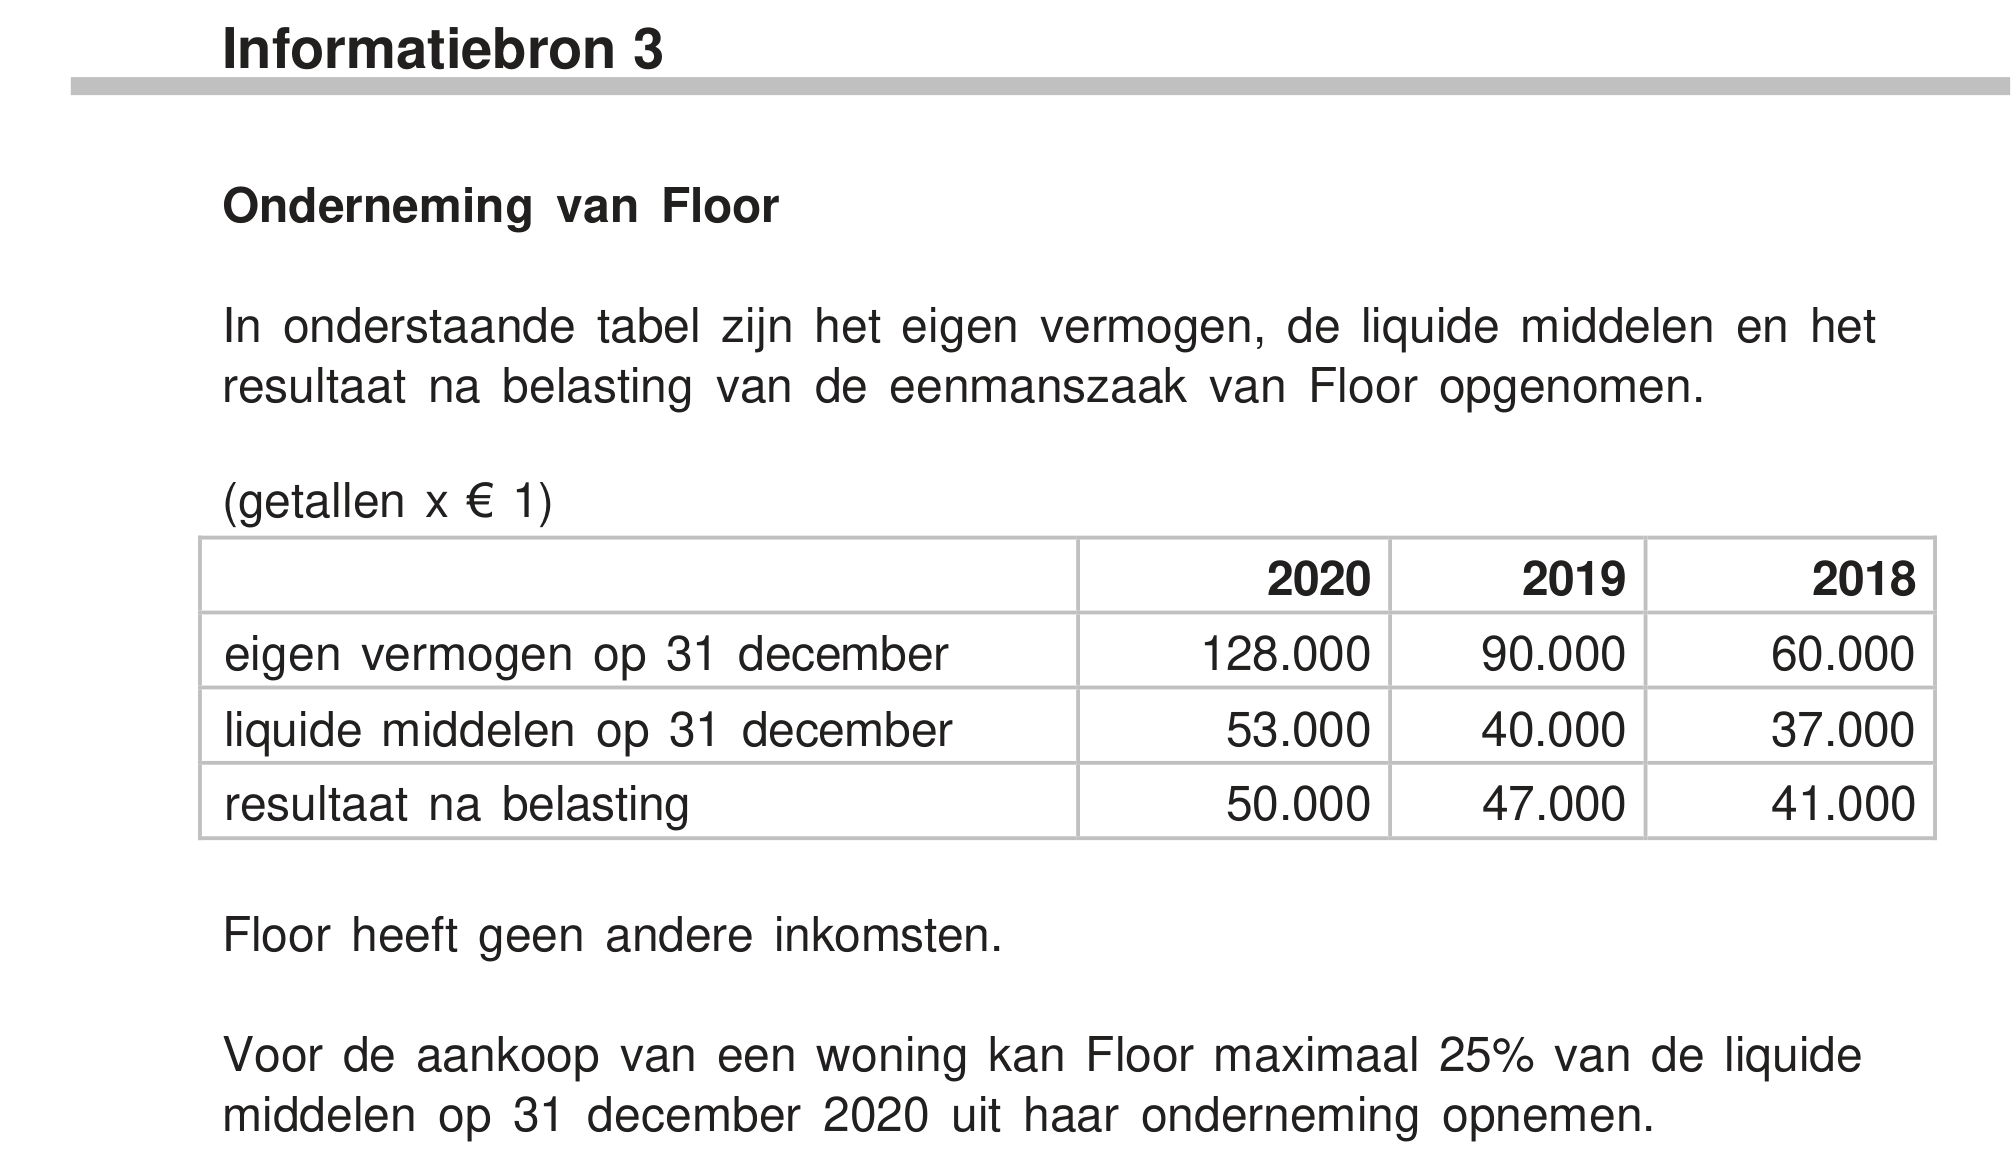 Informatiebron 3
Onderneming van Floor
In onderstaande tabel zijn het eigen vermogen, de liquide middelen en het
resultaat na belasting van de eenmanszaak van Floor opgenomen.
(getallen x € 1)
2020 2019 2018
eigen vermogen op 31 december 128.000 90.000 60.000
liquide middelen op 31 december 53.000 40.000 37.000
resultaat na belasting 50.000 47.000 41.000
Floor heeft geen andere inkomsten.
Voor de aankoop van een woning kan Floor maximaal 25% van de liquide
middelen op 31 december 2020 uit haar onderneming opnemen.